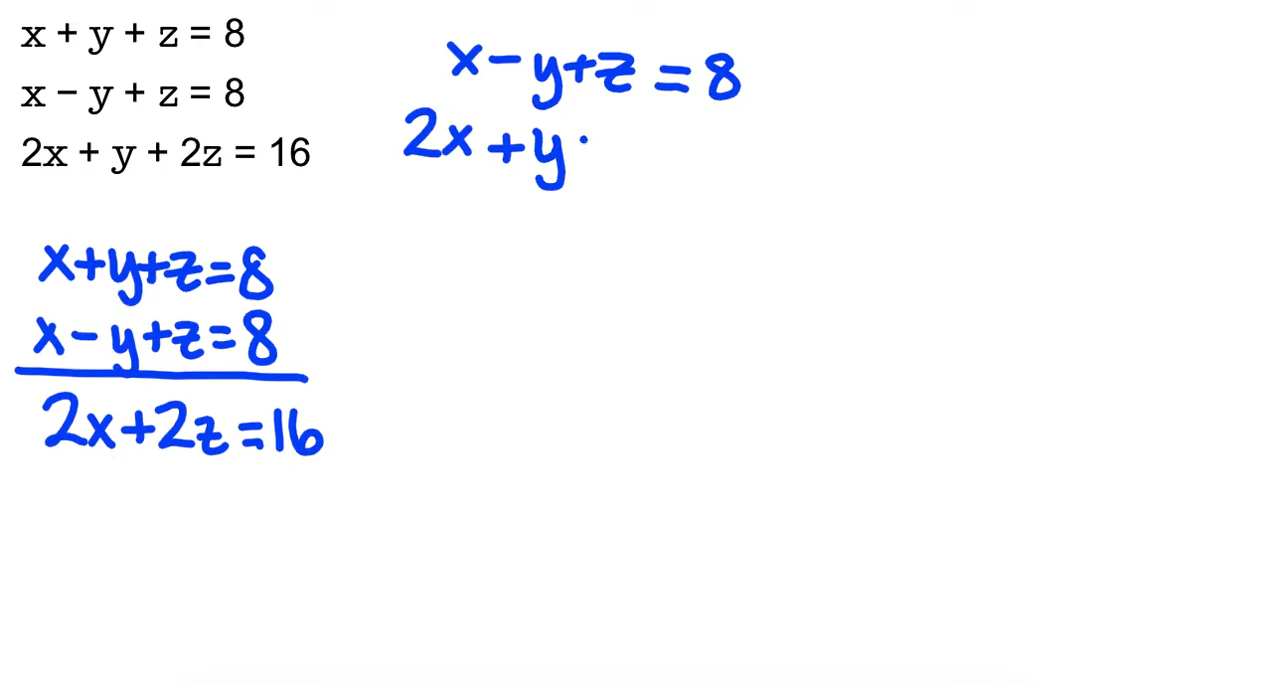 x + y + z = 8
x − y + z = 8
2x + y + 2z = 16
x+y+z=8
x-y+z=8
2x+2z=16
x-y+z=8
2x+y